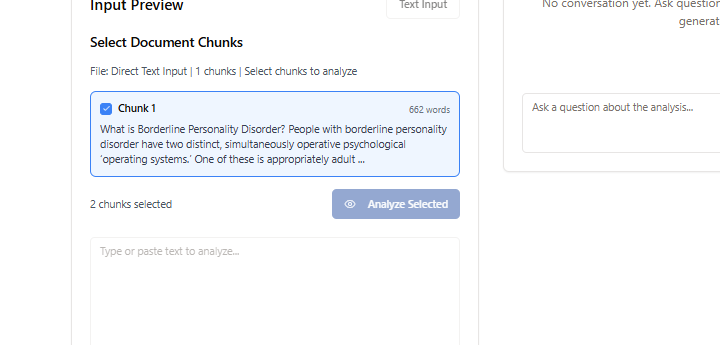 Input Preview
Text Input
No conversation yet. Ask question
generat
Select Document Chunks
File: Direct Text Input | 1 chunks | Select chunks to analyze
Chunk 1
662 words
What is Borderline Personality Disorder? People with borderline personality
disorder have two distinct, simultaneously operative psychological
'operating systems.' One of these is appropriately adult ...
2 chunks selected
Analyze Selected
Type or paste text to analyze...
Ask a question about the analysis...